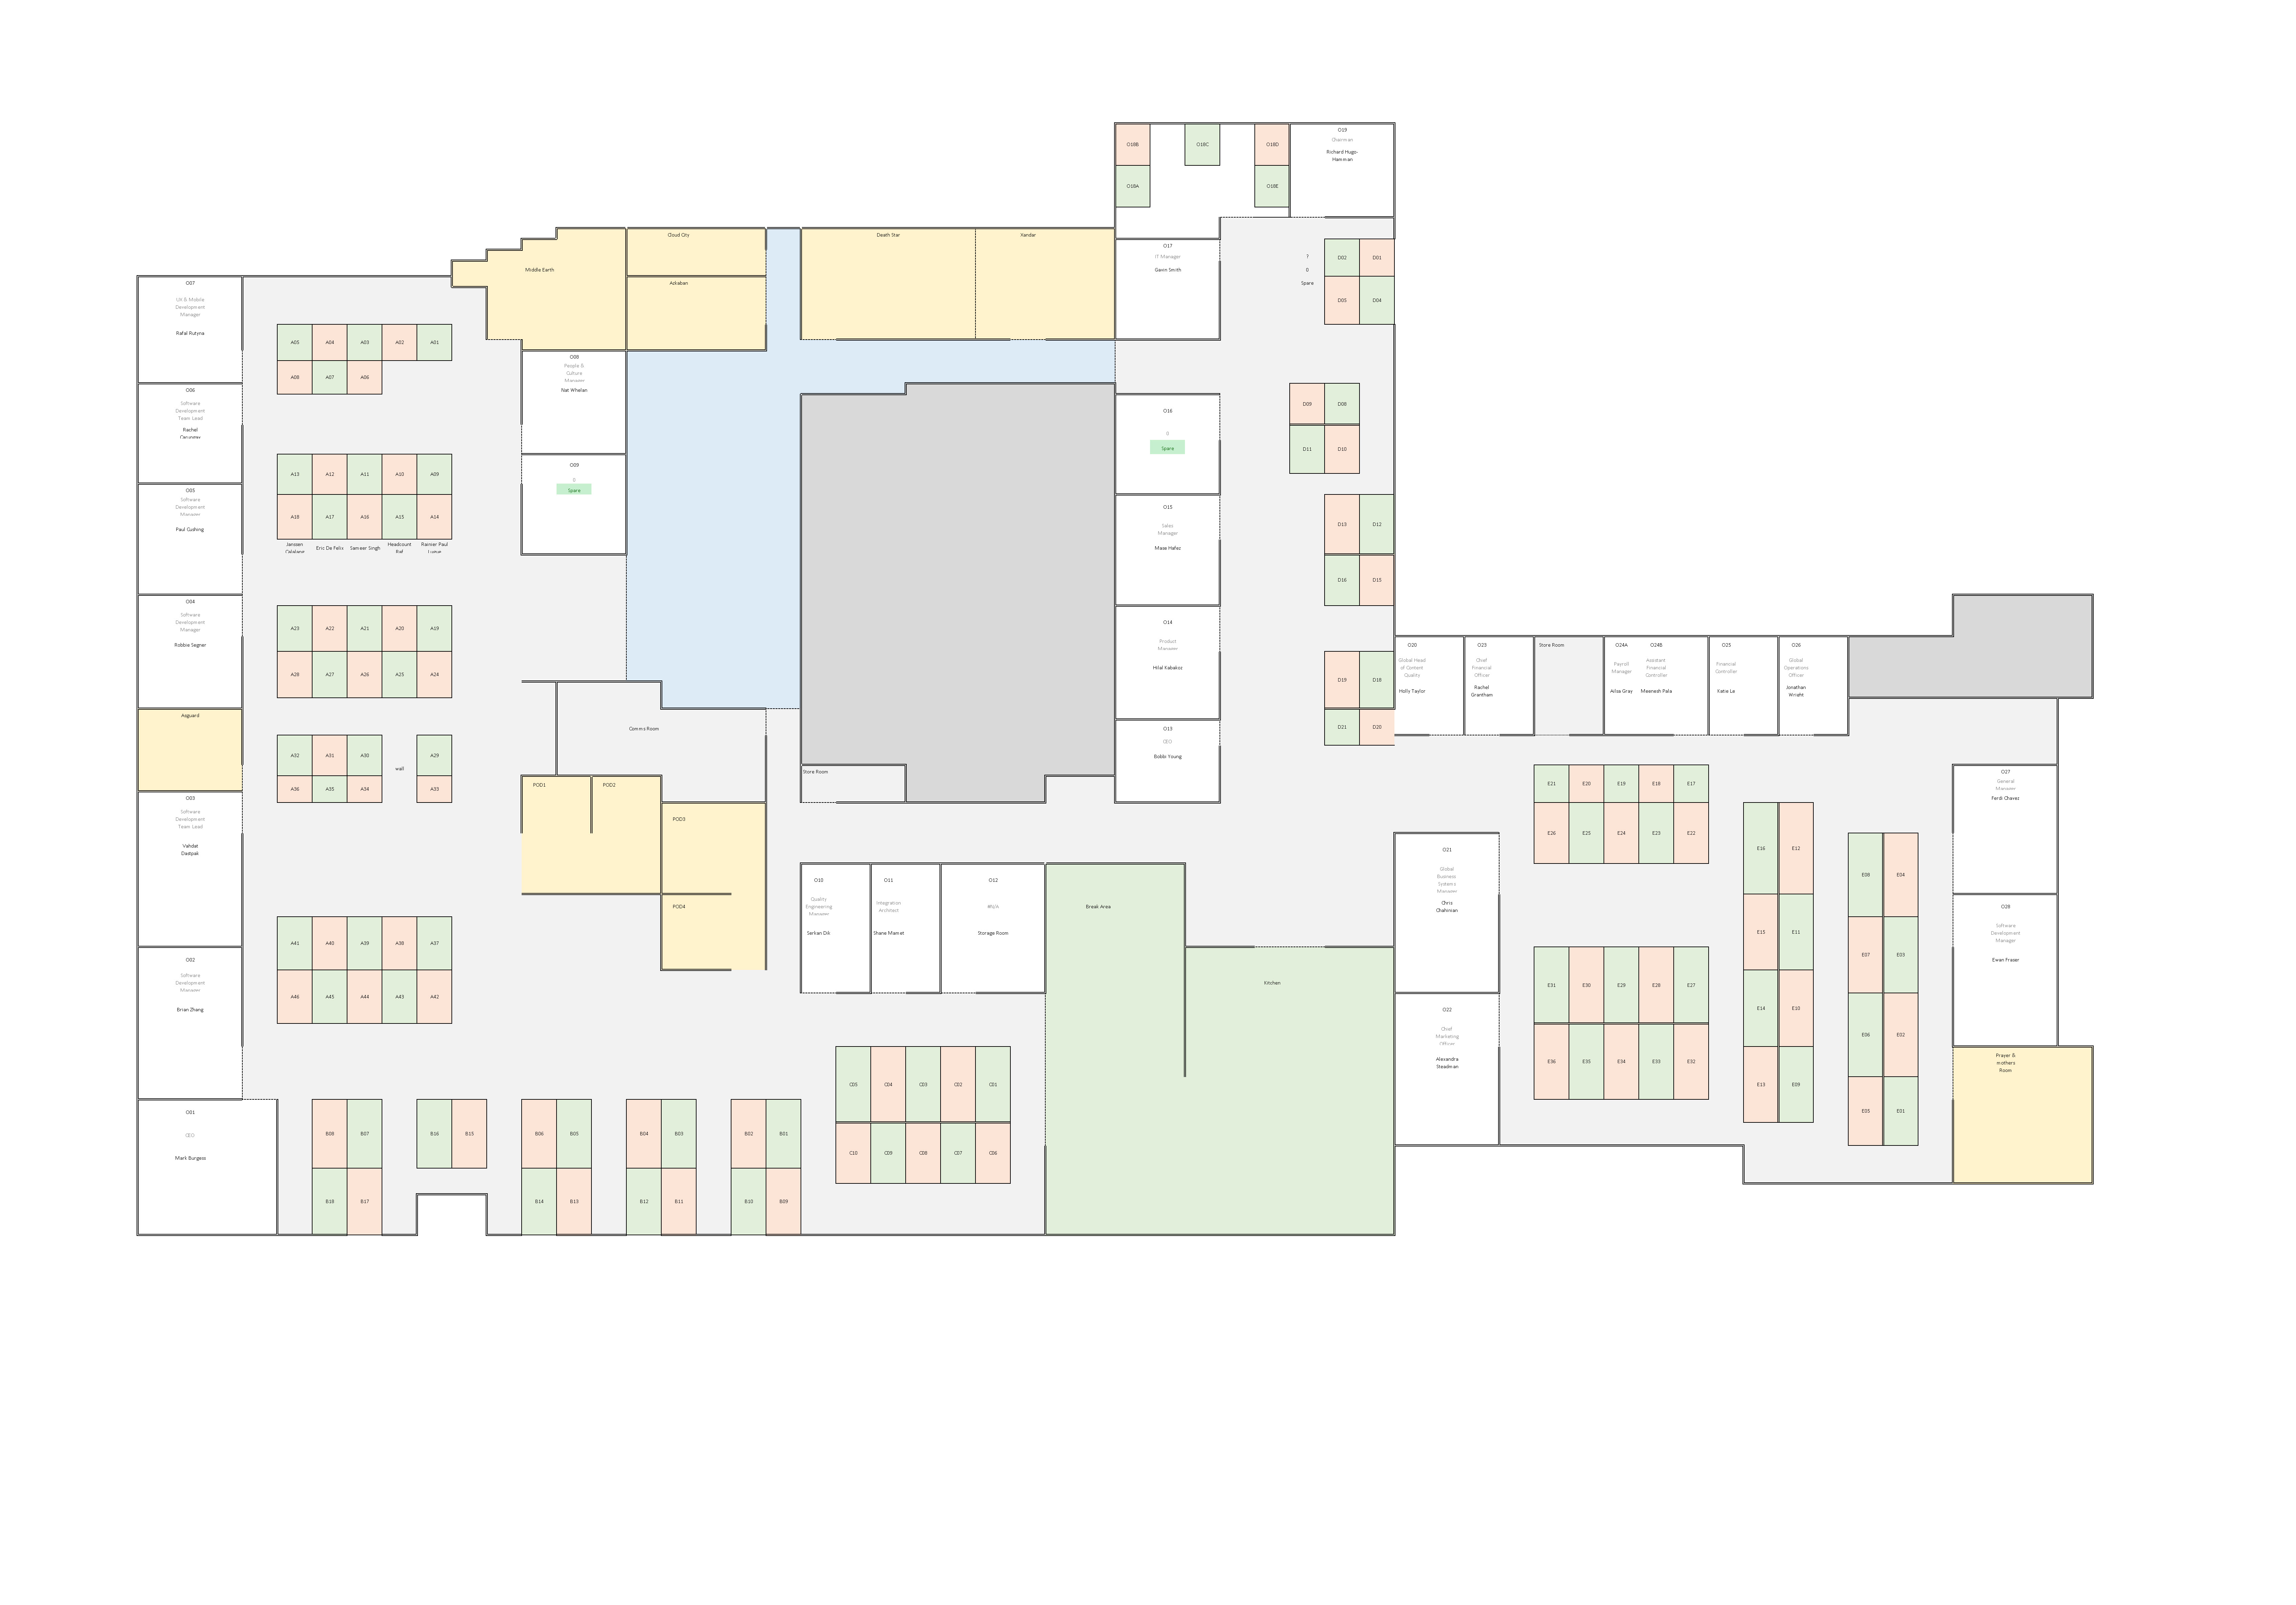 O18B
O18C
O18D
O18A
O18E
O19
Chairman
Richard Hugo-
Hamman
Cloud City
Death Star
Xandar
Middle Earth
Azkaban
O17
IT Manager
Gavin Smith
7
0
Spare
D02
D01
D05
D04
O07
UX & Mobile
Development
Manager
Rafal Rutyna
A05
A04
A03
A02
A01
A08
A07
A06
O08
People &
Culture
Manager
Nat Whelan
O06
Software
Development
Team Lead
Rachel
D09
D08
D11
D10
O16
0
Spare
A13
A12
A11
A10
A09
A18
A17
A16
A15
A14
Janssen
Eric De Felix
Sameer Singh
Headcount
Rainier Paul
O09
0
Spare
O05
Software
Development
Manager
Paul Cushing
O15
Sales
Manager
Maae Hafez
D13
D12
D16
D15
O04
Software
Development
Manager
Robbie Segner
A23
A22
A21
A20
A19
A28
A27
A26
A25
A24
O14
Product
Manager
Hilal Kabakoz
D19
D18
D21
D20
O20
Global Head
of Content
Quality
Holly Taylor
O23
Chief
Financial
Officer
Rachel
Grantham
Store Room
O24A
Payroll
Manager
Ailsa Gray
O24B
Assistant
Financial
Controller
Meenesh Pala
O25
Financial
Controller
Katie Le
O26
Global
Operations
Officer
Jonathan
Wright
Asguard
A32
A31
A30
wall
A29
A36
A35
A34
A33
Comms Room
Store Room
O13
CEO
Bobbi Young
POD1
POD2
POD3
POD4
O03
Software
Development
Team Lead
Vahdat
Dastpak
E21
E20
E19
E18
E17
E26
E25
E24
E23
E22
E16
E12
E15
E11
E14
E10
E13
E09
E08
E04
E07
E03
E06
E02
E05
E01
O27
General
Manager
Ferdi Chavez
O10
Quality
Engineering
Manager
Serkan Dik
O11
Integration
Architect
Shane Mamet
O12
#N/A
Storage Room
Break Area
Kitchen
O21
Global
Business
Systems
Manager
Chris
Chahrman
O28
Software
Development
Manager
Ewan Fraser
A41
A40
A39
A38
A37
A46
A45
A44
A43
A42
O02
Software
Development
Manager
Brian Zhang
E31
E30
E29
E28
E27
E36
E35
E34
E33
E32
O22
Chief
Marketing
Officer
Alexandra
Steadman
Prayer &
mothers
Room
C05
C04
C03
C02
C01
C10
C09
C08
C07
C06
O01
CEO
Mark Burgess
B08
B07
B16
B15
B06
B05
B04
B03
B02
B01
B18
B17
B14
B13
B12
B11
B10
B09